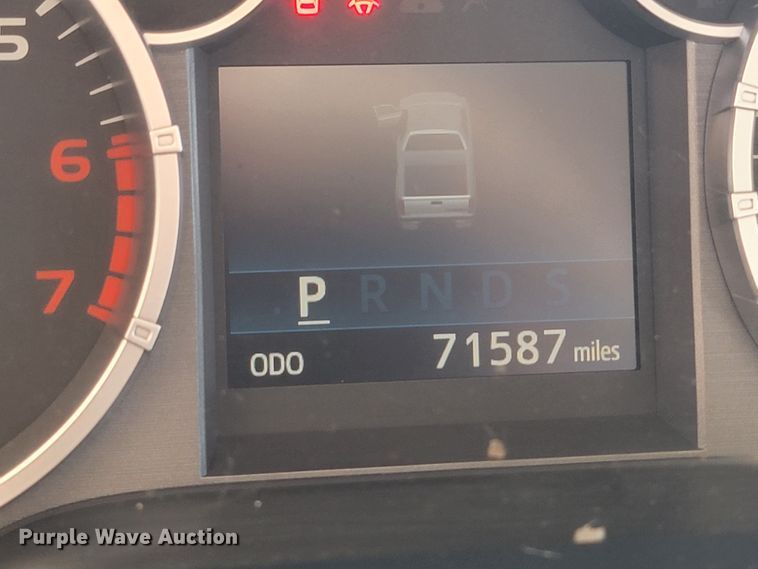 5
6
7
P R N D S
ODO 71587 miles
Purple Wave Auction